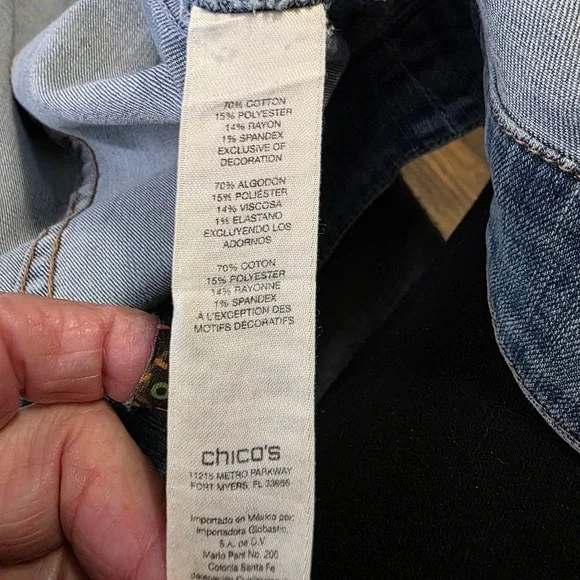 70% COTTON
15% POLYESTER
14% RAYON
1% SPANDEX
EXCLUSIVE OF
DECORATION
70% ALGODON
15% POLIÉSTER
14% VISCOSA
1% ELASTANO
EXCLUYENDO LOS
ADORNOS
70% COTON
15% POLYESTER
14% RAYONNE
1% SPANDEX
À L'EXCEPTION DES
MOTIFS DÉCORATIFS
chico's
11215 METRO PARKWAY
FORT MYERS, FL 33966
Importado en México por:
Importadora Globastic,
S.A. de C.V.
Mario Pani No. 200
Colonia Santa Fe